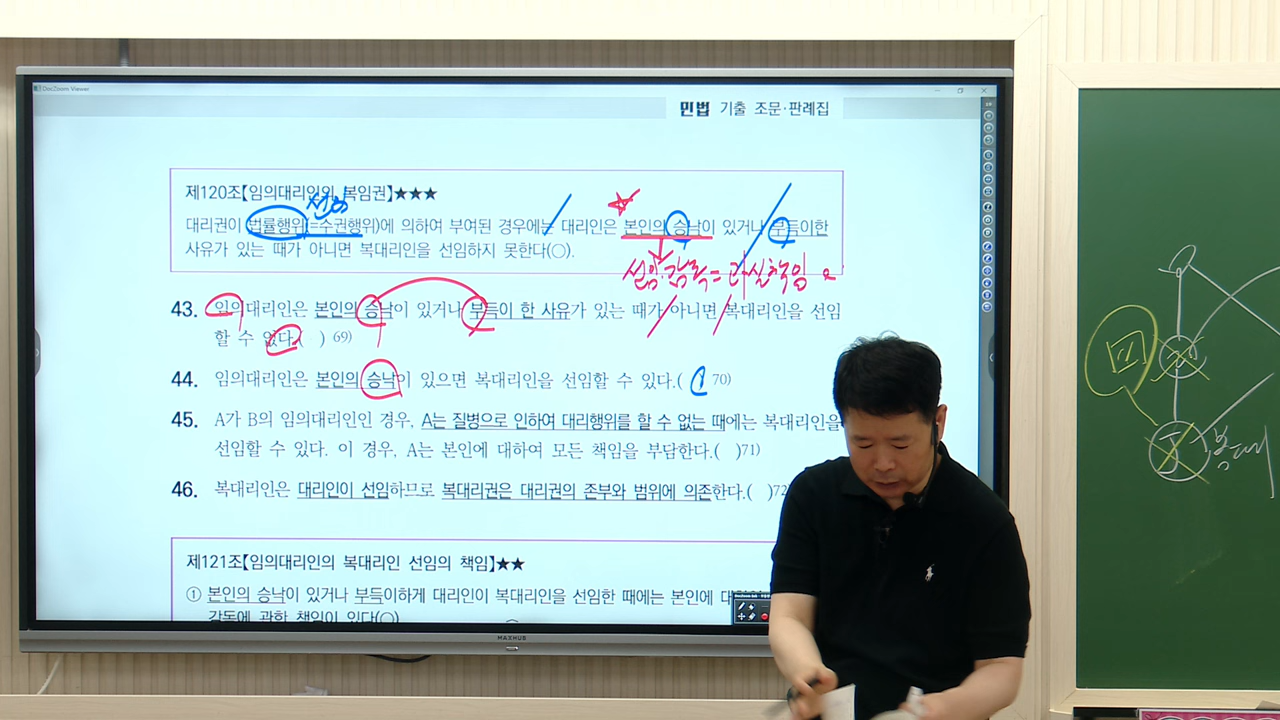 DocZoom Viewer
민법 기출 조문·판례집
제120조【임의대리인의 복임권】★★★
대리권이 법률행위(=수권행위)에 의하여 부여된 경우에는 대리인은 본인의 승낙이 있거나 부득이한
사유가 있는 때가 아니면 복대리인을 선임하지 못한다(○).
선임·감독=과실책임
43. 임의대리인은 본인의 승낙이 있거나 부득이 한 사유가 있는 때가 아니면 복대리인을 선임
할 수 없다.( ) 69)
44. 임의대리인은 본인의 승낙이 있으면 복대리인을 선임할 수 있다.( ) 70)
45. A가 B의 임의대리인인 경우, A는 질병으로 인하여 대리행위를 할 수 없는 때에는 복대리인을
선임할 수 있다. 이 경우, A는 본인에 대하여 모든 책임을 부담한다.( )71)
46. 복대리인은 대리인이 선임하므로 복대리권은 대리권의 존부와 범위에 의존한다.( )72
제121조【임의대리인의 복대리인 선임의 책임】★★
① 본인의 승낙이 있거나 부득이하게 대리인이 복대리인을 선임한 때에는 본인에
감독에 관한 책임이 있다(○)
MAXHUB
복대리